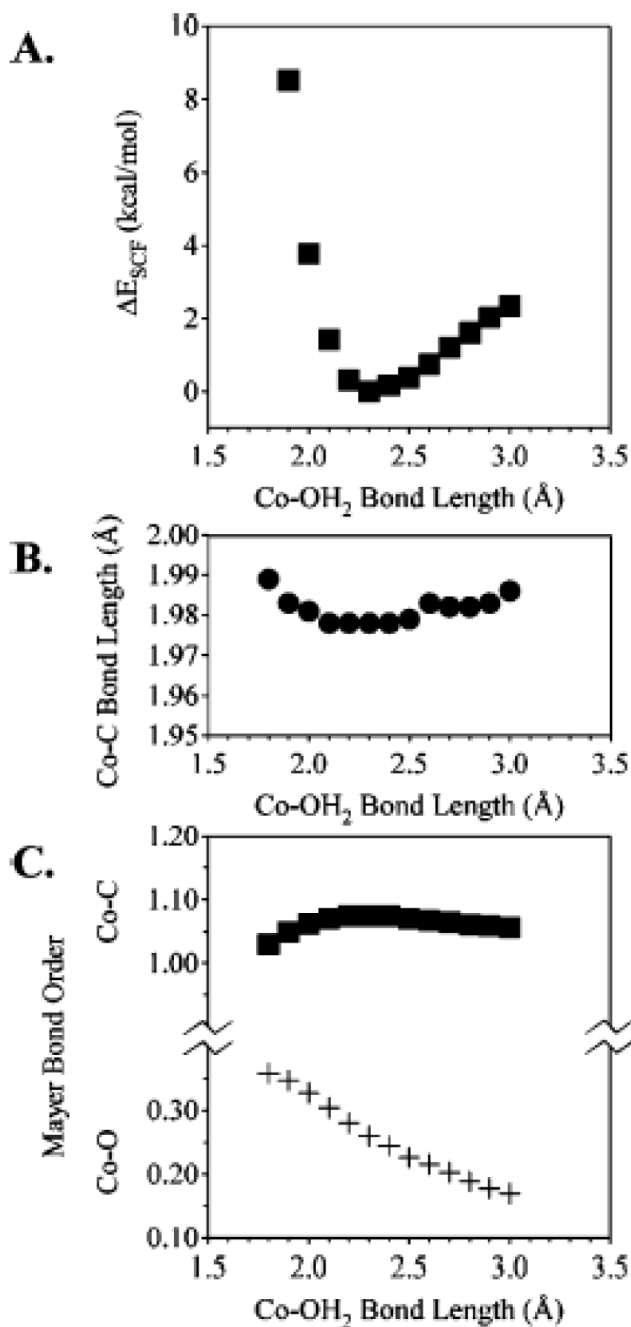 A.
10
8
6
4
2
0
ΔE_SCF (kcal/mol)
1.5 2.0 2.5 3.0 3.5
Co-OH₂ Bond Length (Å)
B.
2.00
1.99
1.98
1.97
1.96
1.95
Co-C Bond Length (Å)
1.5 2.0 2.5 3.0 3.5
Co-OH₂ Bond Length (Å)
C.
1.20
1.10
1.00
0.30
0.20
0.10
Mayer Bond Order
Co-C
Co-O
1.5 2.0 2.5 3.0 3.5
Co-OH₂ Bond Length (Å)